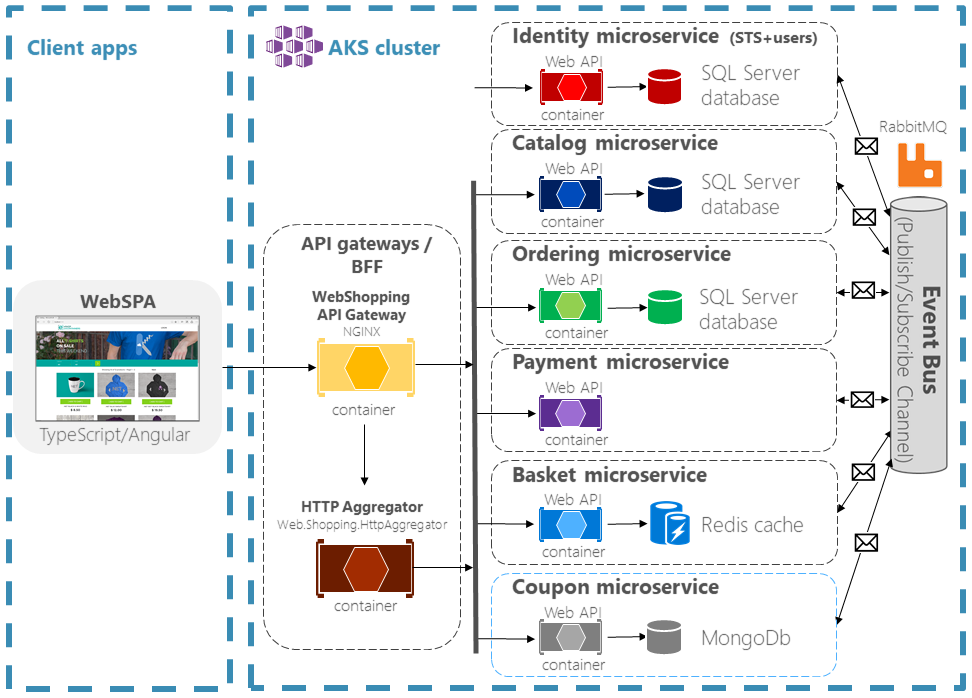 Client apps
WebSPA
ALL T-SHIRTS
ON SALE
THIS WEEKEND
TypeScript/Angular
AKS cluster
API gateways /
BFF
WebShopping
API Gateway
NGINX
container
HTTP Aggregator
Web.Shopping.HttpAggregator
container
Identity microservice (STS+users)
Web API
container
SQL Server
database
Catalog microservice
Web API
container
SQL Server
database
Ordering microservice
Web API
container
SQL Server
database
Payment microservice
Web API
container
Basket microservice
Web API
container
Redis cache
Coupon microservice
Web API
container
MongoDb
RabbitMQ
Event Bus
(Publish/Subscribe Channel)